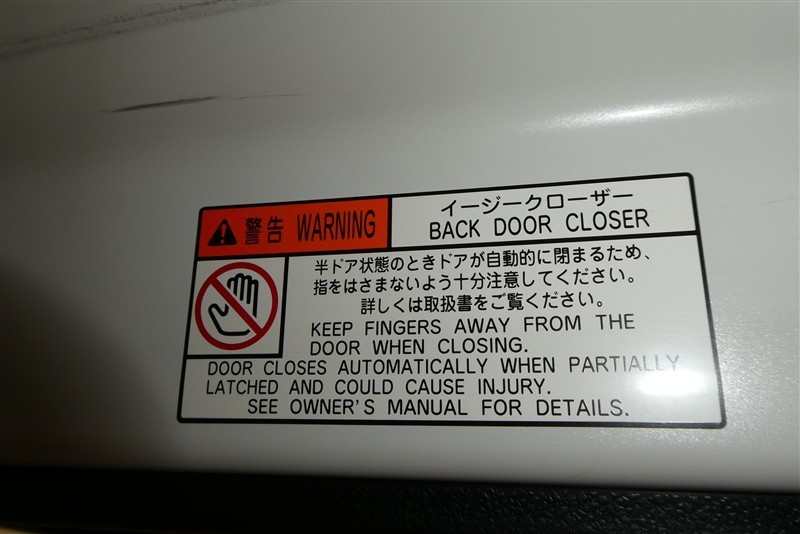 警告 WARNING
イージークローザー
BACK DOOR CLOSER
半ドア状態のときドアが自動的に閉まるため、
指をはさまないよう十分注意してください。
詳しくは取扱書をご覧ください。
KEEP FINGERS AWAY FROM THE
DOOR WHEN CLOSING.
DOOR CLOSES AUTOMATICALLY WHEN PARTIALLY
LATCHED AND COULD CAUSE INJURY.
SEE OWNER'S MANUAL FOR DETAILS.